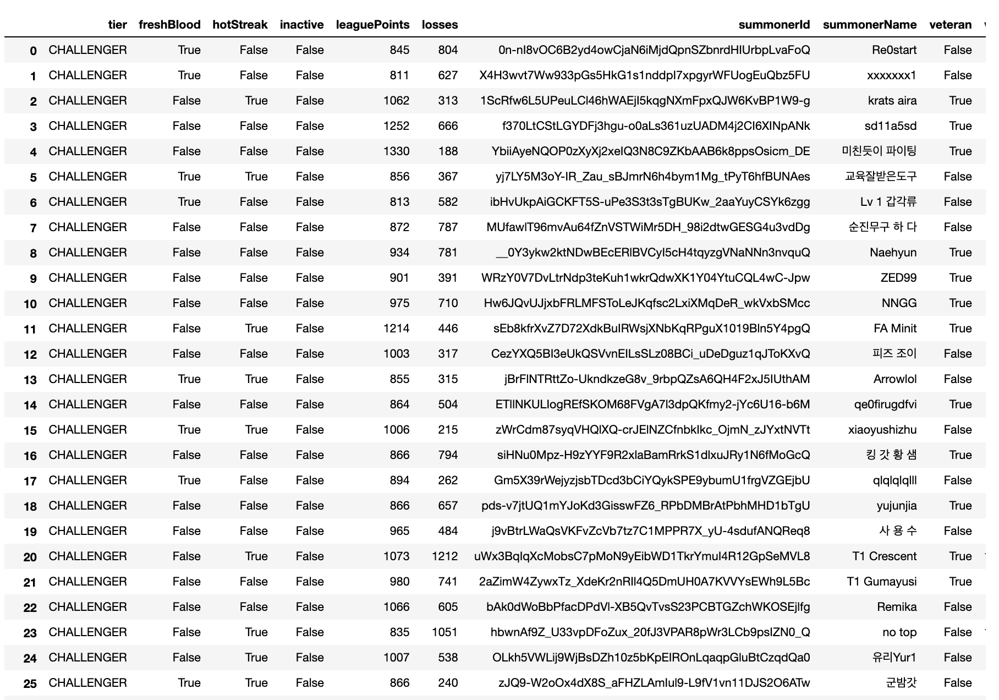 tier freshBlood hotStreak inactive leaguePoints losses summonerId summonerName veteran
0 CHALLENGER True False False 845 804 0n-nI8vOC6B2yd4owCjaN6iMjdQpnSZbnrdHIUrbpLvaFoQ Re0start False
1 CHALLENGER True False False 811 627 X4H3wvt7Ww933pGs5HkG1s1nddpI7xpgyrWFUogEuQbz5FU xxxxxxx1 False
2 CHALLENGER False True False 1062 313 1ScRfw6L5UPeuLCl46hWAEjI5kqgNXmFpxQJW6KvBP1W9-g krats aira True
3 CHALLENGER False False False 1252 666 f370LtCStLGYDFj3hgu-o0aLs361uzUADM4j2CI6XINpANk sd11a5sd True
4 CHALLENGER False False False 1330 188 YbiiAyeNQOP0zXyXj2xeIQ3N8C9ZKbAAB6k8ppsOsicm_DE 미친듯이 파이팅 True
5 CHALLENGER True True False 856 367 yj7LY5M3oY-IR_Zau_sBJmrN6h4bym1Mg_tPyT6hfBUNAes 교육잘받은도구 False
6 CHALLENGER True False False 813 582 ibHvUkpAiGCKFT5S-uPe3S3t3sTgBUKw_2aaYuyCSYk6zgg Lv 1 갑각류 False
7 CHALLENGER False False False 872 787 MUfawlT96mvAu64fZnVSTWiMr5DH_98i2dtwGESG4u3vdDg 순진무구 하 다 False
8 CHALLENGER False False False 934 781 __0Y3ykw2ktNDwBEcERlBVCyI5cH4tqyzgVNaNNn3nvquQ Naehyun True
9 CHALLENGER False False False 901 391 WRzY0V7DvLtrNdp3teKuh1wkrQdwXK1Y04YtuCQL4wC-Jpw ZED99 True
10 CHALLENGER False False False 975 710 Hw6JQvUJjxbFRLMFSToLeJKqfsc2LxiXMqDeR_wkVxbSMcc NNGG True
11 CHALLENGER False True False 1214 446 sEb8kfrXvZ7D72XdkBuIRWsjXNbKqRPguX1019Bln5Y4pgQ FA Minit True
12 CHALLENGER False False False 1003 317 CezYXQ5BI3eUkQSVvnElLsSLz08BCi_uDeDguz1qJToKXvQ 피즈 조이 False
13 CHALLENGER True True False 855 315 jBrFlNTRttZo-UkndkzeG8v_9rbpQZsA6QH4F2xJ5IUthAM Arrowlol False
14 CHALLENGER False False False 864 504 ETllNKULlogREfSKOM68FVgA7l3dpQKfmy2-jYc6U16-b6M qe0firugdfvi True
15 CHALLENGER True True False 1006 215 zWrCdm87syqVHQlXQ-crJElNZCfnbkIkc_OjmN_zJYxtNVTt xiaoyushizhu False
16 CHALLENGER False False False 866 794 siHNu0Mpz-H9zYYF9R2xlaBamRrkS1dlxuJRy1N6fMoGcQ 킹 갓 황 샘 True
17 CHALLENGER True False False 894 262 Gm5X39rWejyzjsbTDcd3bCiYQykSPE9ybumU1frgVZGEjbU qlqlqlqlll False
18 CHALLENGER False False False 866 657 pds-v7jtUQ1mYJoKd3GisswFZ6_RPbDMBrAtPbhMHD1bTgU yujunjia True
19 CHALLENGER False False False 965 484 j9vBtrLWaQsVKFvZcVb7tz7C1MPPR7X_yU-4sdufANQReq8 사 용 수 False
20 CHALLENGER False True False 1073 1212 uWx3BqIqXcMobsC7pMoN9yEibWD1TkrYmuI4R12GpSeMVL8 T1 Crescent True
21 CHALLENGER False False False 980 741 2aZimW4ZywxTz_XdeKr2nRIl4Q5DmUH0A7KVVYsEWh9L5Bc T1 Gumayusi True
22 CHALLENGER False False False 1066 605 bAk0dWoBbPfacDPdVl-XB5QvTvsS23PCBTGZchWKOSEjlfg Remika False
23 CHALLENGER False True False 835 1051 hbwnAf9Z_U33vpDFoZux_20fJ3VPAR8pWr3LCb9psIZN0_Q no top False
24 CHALLENGER False True False 1007 538 OLkh5VWLij9WjBsDZh10z5bKpEIROnLqaqpGluBtCzqdQa0 유리Yur1 False
25 CHALLENGER True True False 866 240 zJQ9-W2oOx4dX8S_aFHZLAmIul9-L9fV1vn11DJS2O6ATw 군밤갓 False